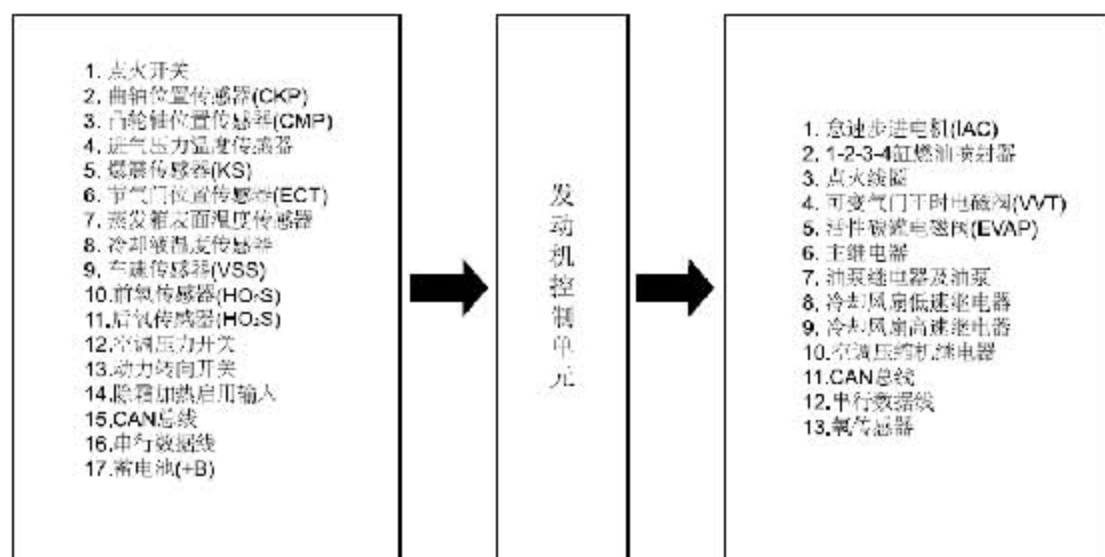 1. 点火开关
2. 曲轴位置传感器(CKP)
3. 凸轮轴位置传感器(CMP)
4. 进气压力温度传感器
5. 爆震传感器(KS)
6. 节气门位置传感器(ECT)
7. 蒸发箱表面温度传感器
8. 冷却液温度传感器
9. 车速传感器(VSS)
10.前氧传感器(HO₂S)
11.后氧传感器(HO₂S)
12.空调压力开关
13.动力转向开关
14.除霜加热启用输入
15.CAN总线
16.串行数据线
17.蓄电池(+B)
发动机控制单元
1. 怠速步进电机(IAC)
2. 1-2-3-4缸燃油喷射器
3. 点火线圈
4. 可变气门正时电磁阀(VVT)
5. 活性碳罐电磁阀(EVAP)
6. 主继电器
7. 油泵继电器及油泵
8. 冷却风扇低速继电器
9. 冷却风扇高速继电器
10.空调压缩机继电器
11.CAN总线
12.串行数据线
13.氧传感器